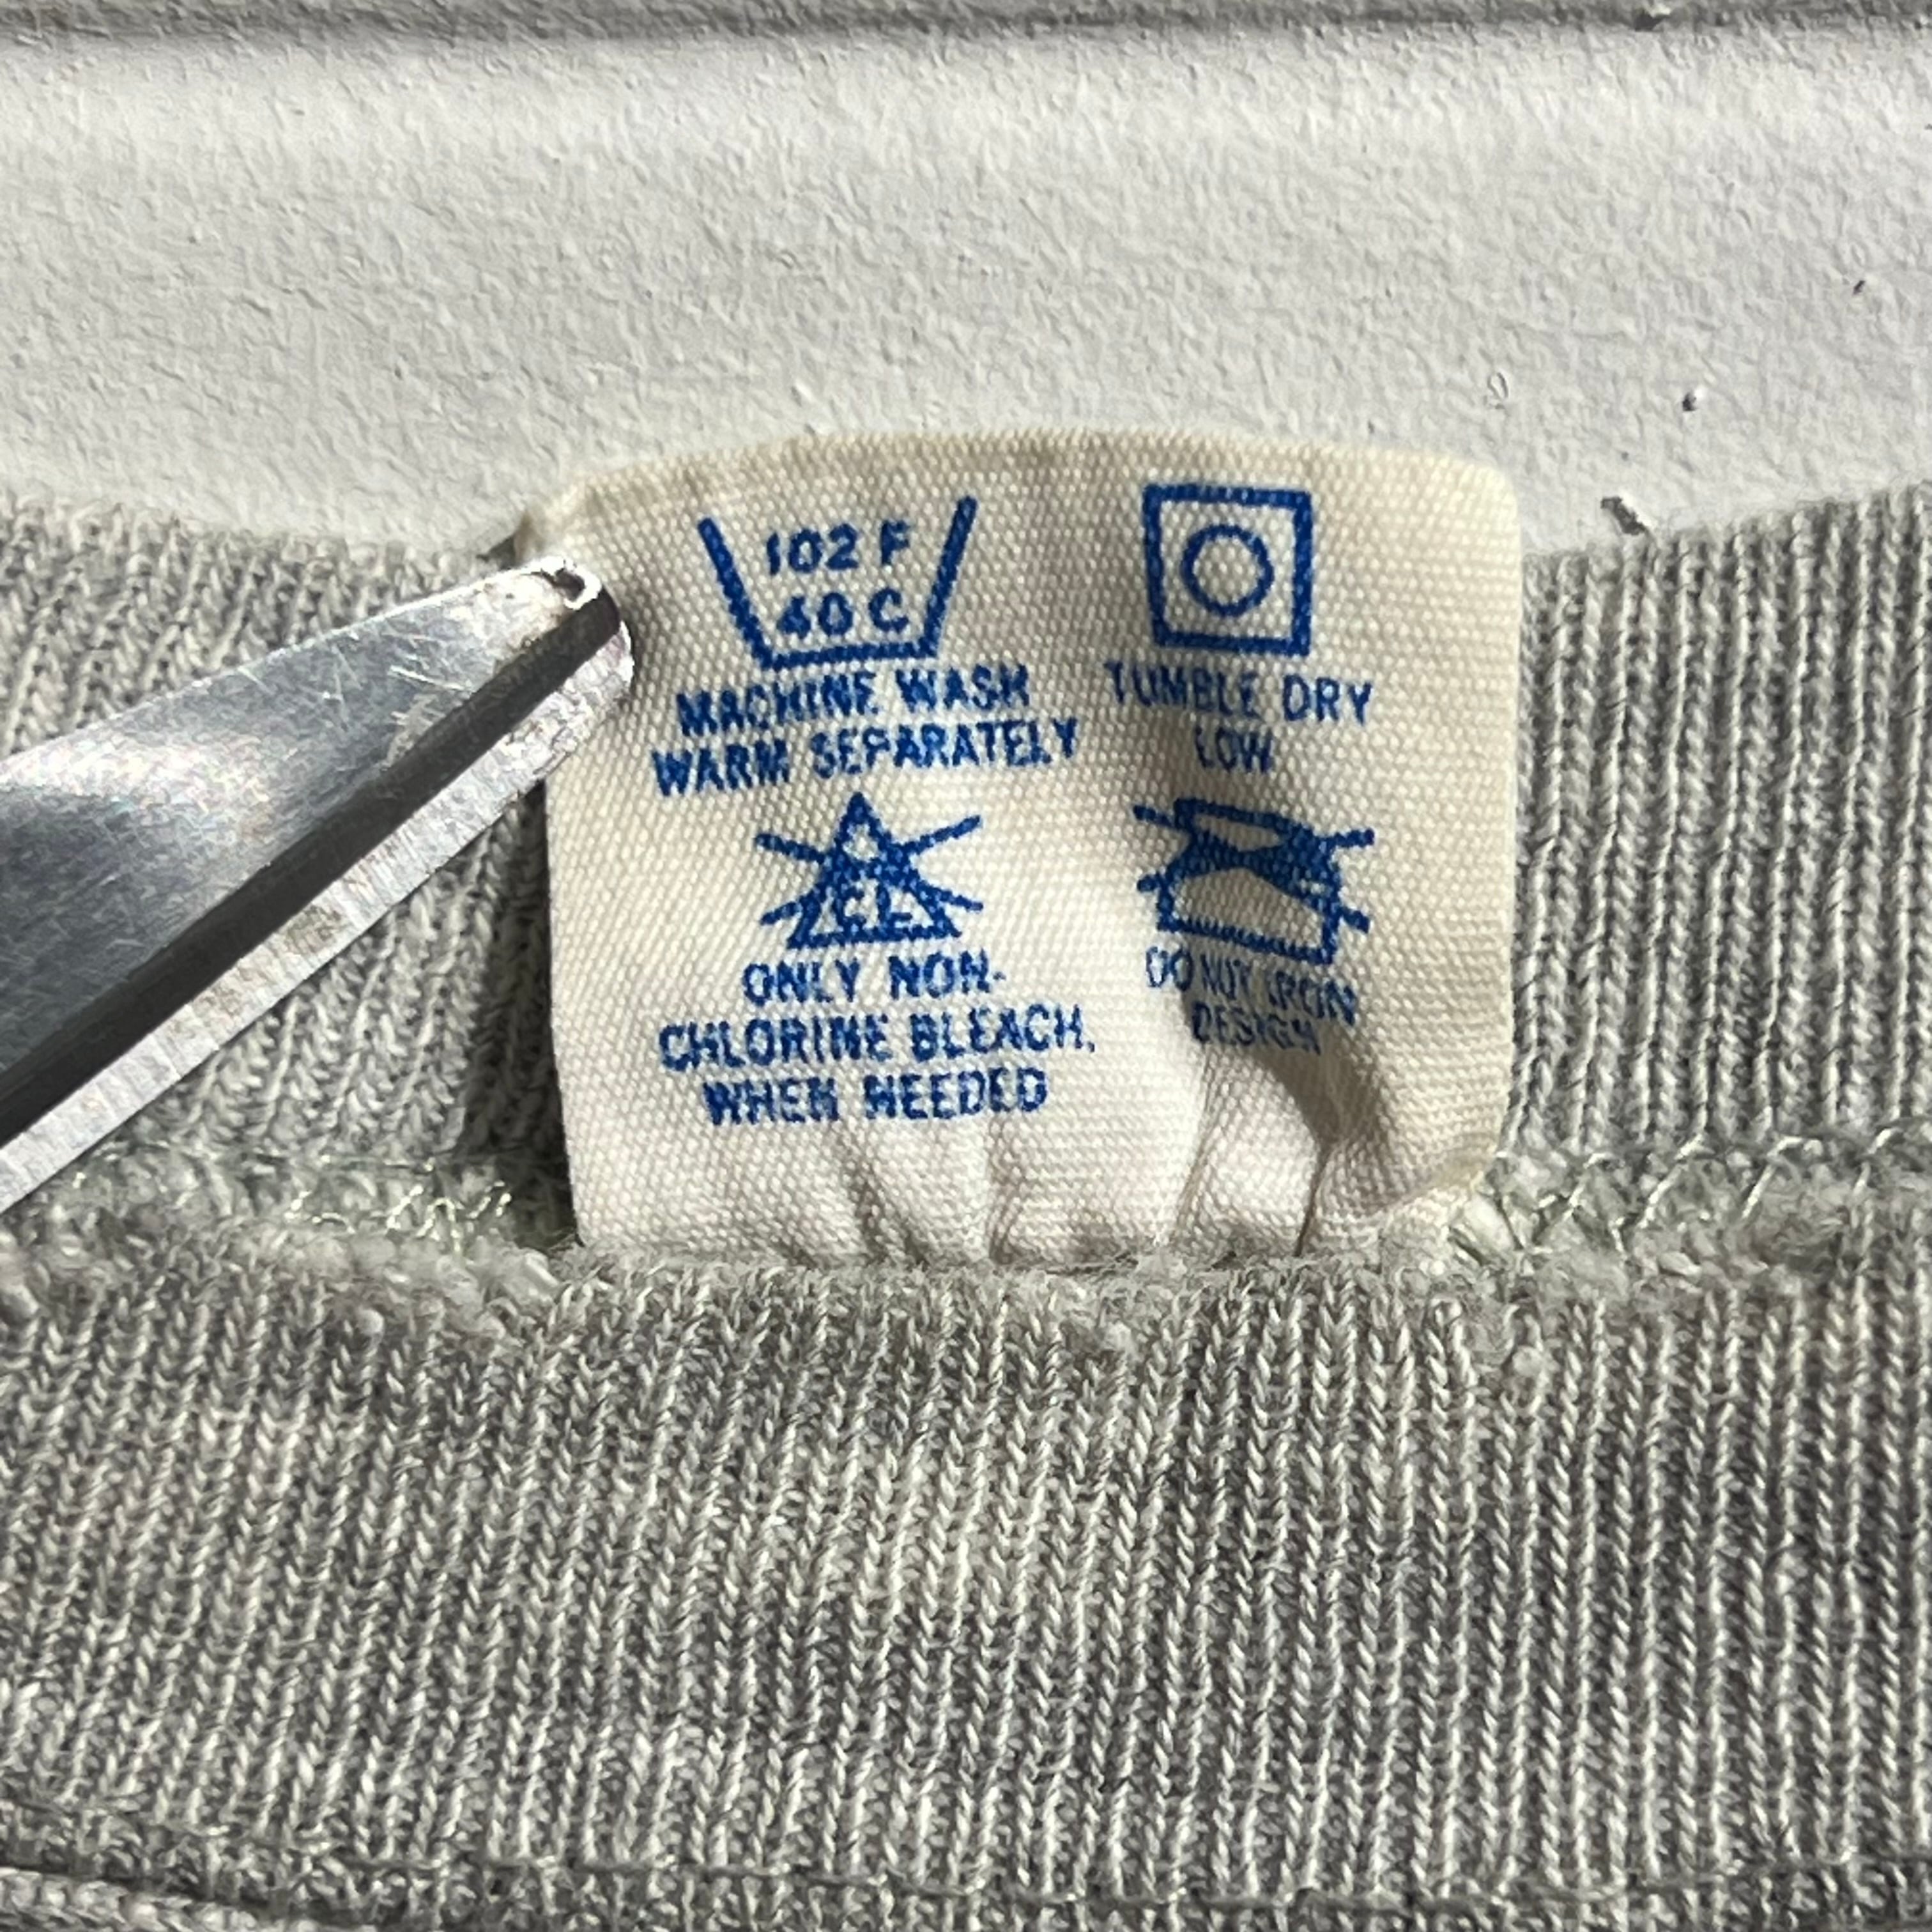 102 F
40 C
MACHINE WASH
WARM SEPARATELY
TUMBLE DRY
LOW
CL
ONLY NON-
CHLORINE BLEACH,
WHEN NEEDED
DO NOT IRON
DESIGN